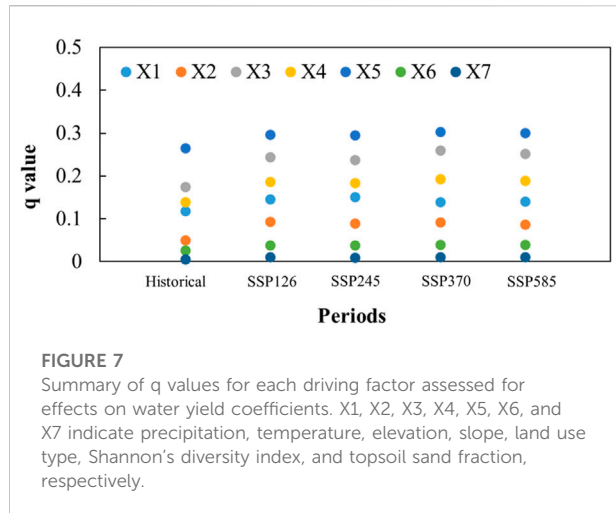 0.5
X1 X2 X3 X4 X5 X6 X7
0.4
0.3
0.2
0.1
0
q value
Historical SSP126 SSP245 SSP370 SSP585
Periods
FIGURE 7
Summary of q values for each driving factor assessed for
effects on water yield coefficients. X1, X2, X3, X4, X5, X6, and
X7 indicate precipitation, temperature, elevation, slope, land use
type, Shannon’s diversity index, and topsoil sand fraction,
respectively.